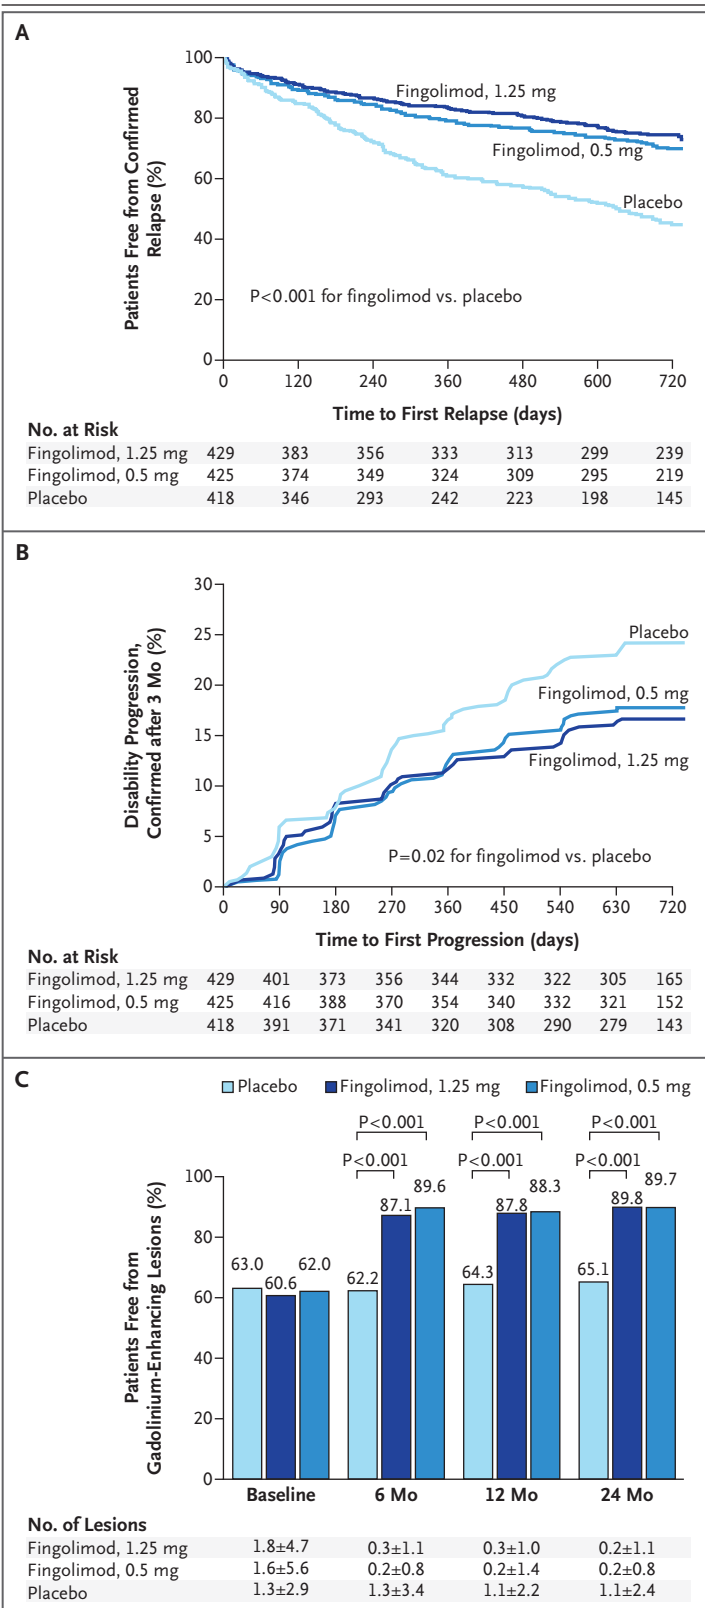 A
Patients Free from Confirmed
Relapse (%)
100
80
60
40
20
0
Fingolimod, 1.25 mg
Fingolimod, 0.5 mg
Placebo
P<0.001 for fingolimod vs. placebo
0 120 240 360 480 600 720
Time to First Relapse (days)
No. at Risk
Fingolimod, 1.25 mg 429 383 356 333 313 299 239
Fingolimod, 0.5 mg 425 374 349 324 309 295 219
Placebo 418 346 293 242 223 198 145
B
Disability Progression,
Confirmed after 3 Mo (%)
30
25
20
15
10
5
0
Placebo
Fingolimod, 0.5 mg
Fingolimod, 1.25 mg
P=0.02 for fingolimod vs. placebo
0 90 180 270 360 450 540 630 720
Time to First Progression (days)
No. at Risk
Fingolimod, 1.25 mg 429 401 373 356 344 332 322 305 165
Fingolimod, 0.5 mg 425 416 388 370 354 340 332 321 152
Placebo 418 391 371 341 320 308 290 279 143
C
Placebo Fingolimod, 1.25 mg Fingolimod, 0.5 mg
P<0.001 P<0.001 P<0.001
P<0.001 P<0.001 P<0.001
Patients Free from
Gadolinium-Enhancing Lesions (%)
100
80
60
40
20
0
63.0 60.6 62.0
62.2 87.1 89.6
64.3 87.8 88.3
65.1 89.8 89.7
Baseline 6 Mo 12 Mo 24 Mo
No. of Lesions
Fingolimod, 1.25 mg 1.8±4.7 0.3±1.1 0.3±1.0 0.2±1.1
Fingolimod, 0.5 mg 1.6±5.6 0.2±0.8 0.2±1.4 0.2±0.8
Placebo 1.3±2.9 1.3±3.4 1.1±2.2 1.1±2.4